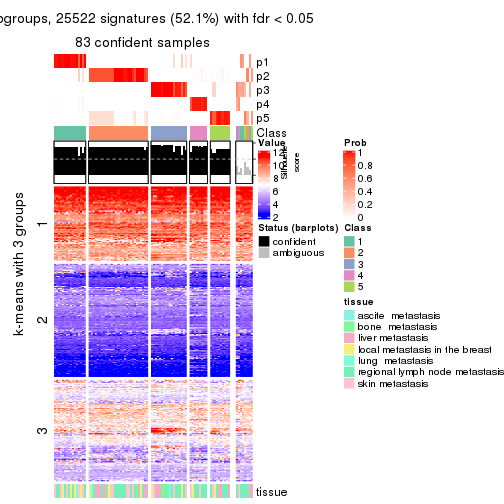 ogroups, 25522 signatures (52.1%) with fdr < 0.05
83 confident samples
p1
p2
p3
p4
p5
Class
Silhouette
score
k-means with 3 groups
1
2
3
tissue
Value
12
10
8
6
4
2
Status (barplots)
confident
ambiguous
Prob
1
0.8
0.6
0.4
0.2
0
Class
1
2
3
4
5
tissue
ascite metastasis
bone metastasis
liver metastasis
local metastasis in the breast
lung metastasis
regional lymph node metastasis
skin metastasis